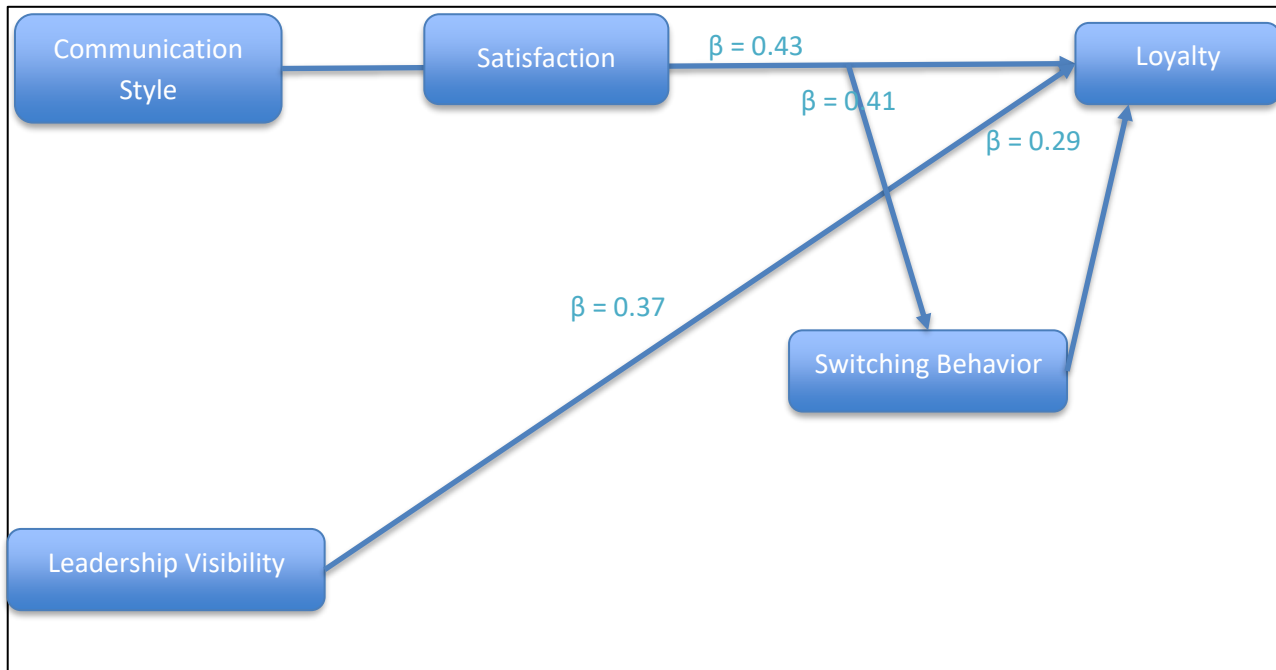 Communication
Style
Satisfaction
β = 0.43
Loyalty
β = 0.41
β = 0.29
β = 0.37
Switching Behavior
Leadership Visibility